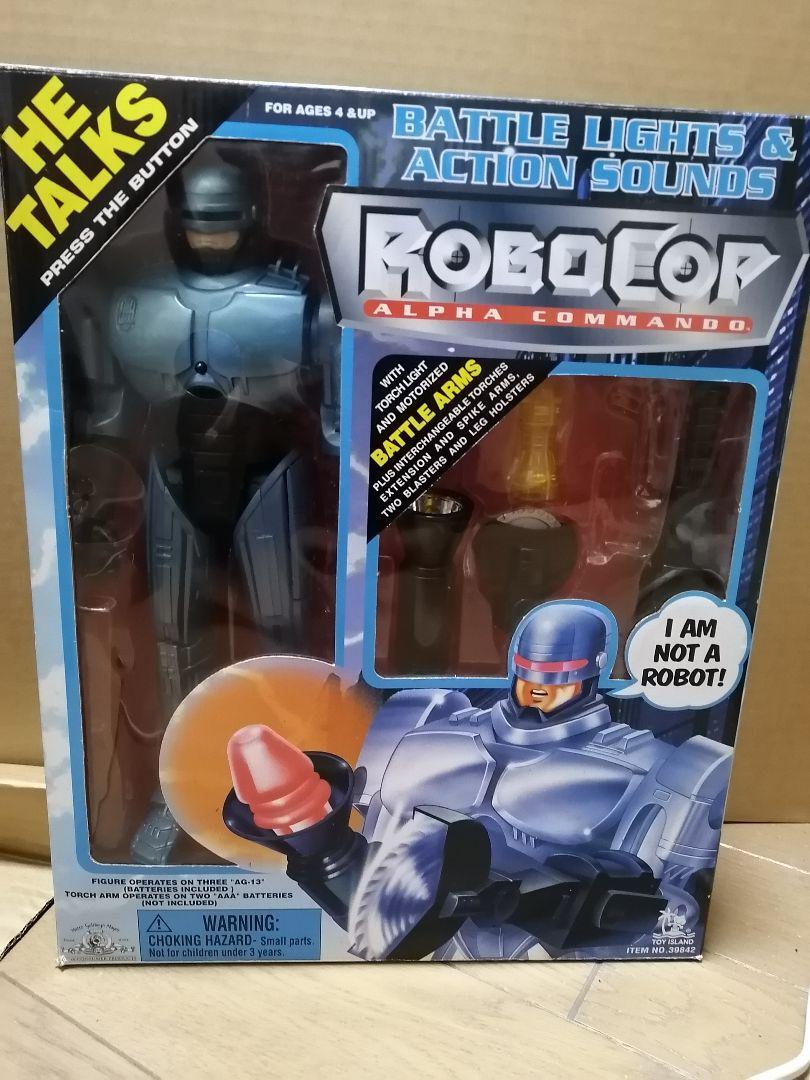 HE
TALKS
PRESS THE BUTTON
FOR AGES 4 & UP
BATTLE LIGHTS &
ACTION SOUNDS
ROBOCOP
ALPHA COMMANDO
WITH
TORCH LIGHT
AND MOTORIZED
BATTLE ARMS
PLUS INTERCHANGEABLE TORCHES
EXTENSION AND SPIKE ARMS,
TWO BLASTERS AND LEG HOLSTERS
I AM
NOT A
ROBOT!
FIGURE OPERATES ON THREE "AG-13"
(BATTERIES INCLUDED)
TORCH ARM OPERATES ON TWO "AAA" BATTERIES
(NOT INCLUDED)
WARNING:
CHOKING HAZARD- Small parts.
Not for children under 3 years.
Metro Goldwyn Mayer
TOY ISLAND
ITEM NO.39842